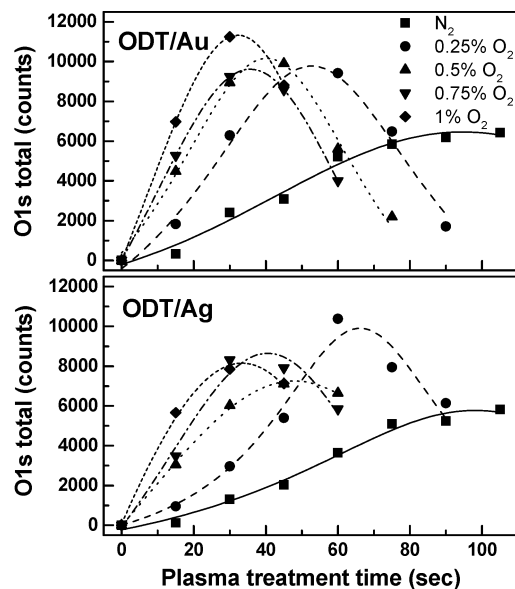 ODT/Au
N₂
0.25% O₂
0.5% O₂
0.75% O₂
1% O₂
O1s total (counts)
12000
10000
8000
6000
4000
2000
0
ODT/Ag
O1s total (counts)
12000
10000
8000
6000
4000
2000
0
0 20 40 60 80 100
Plasma treatment time (sec)